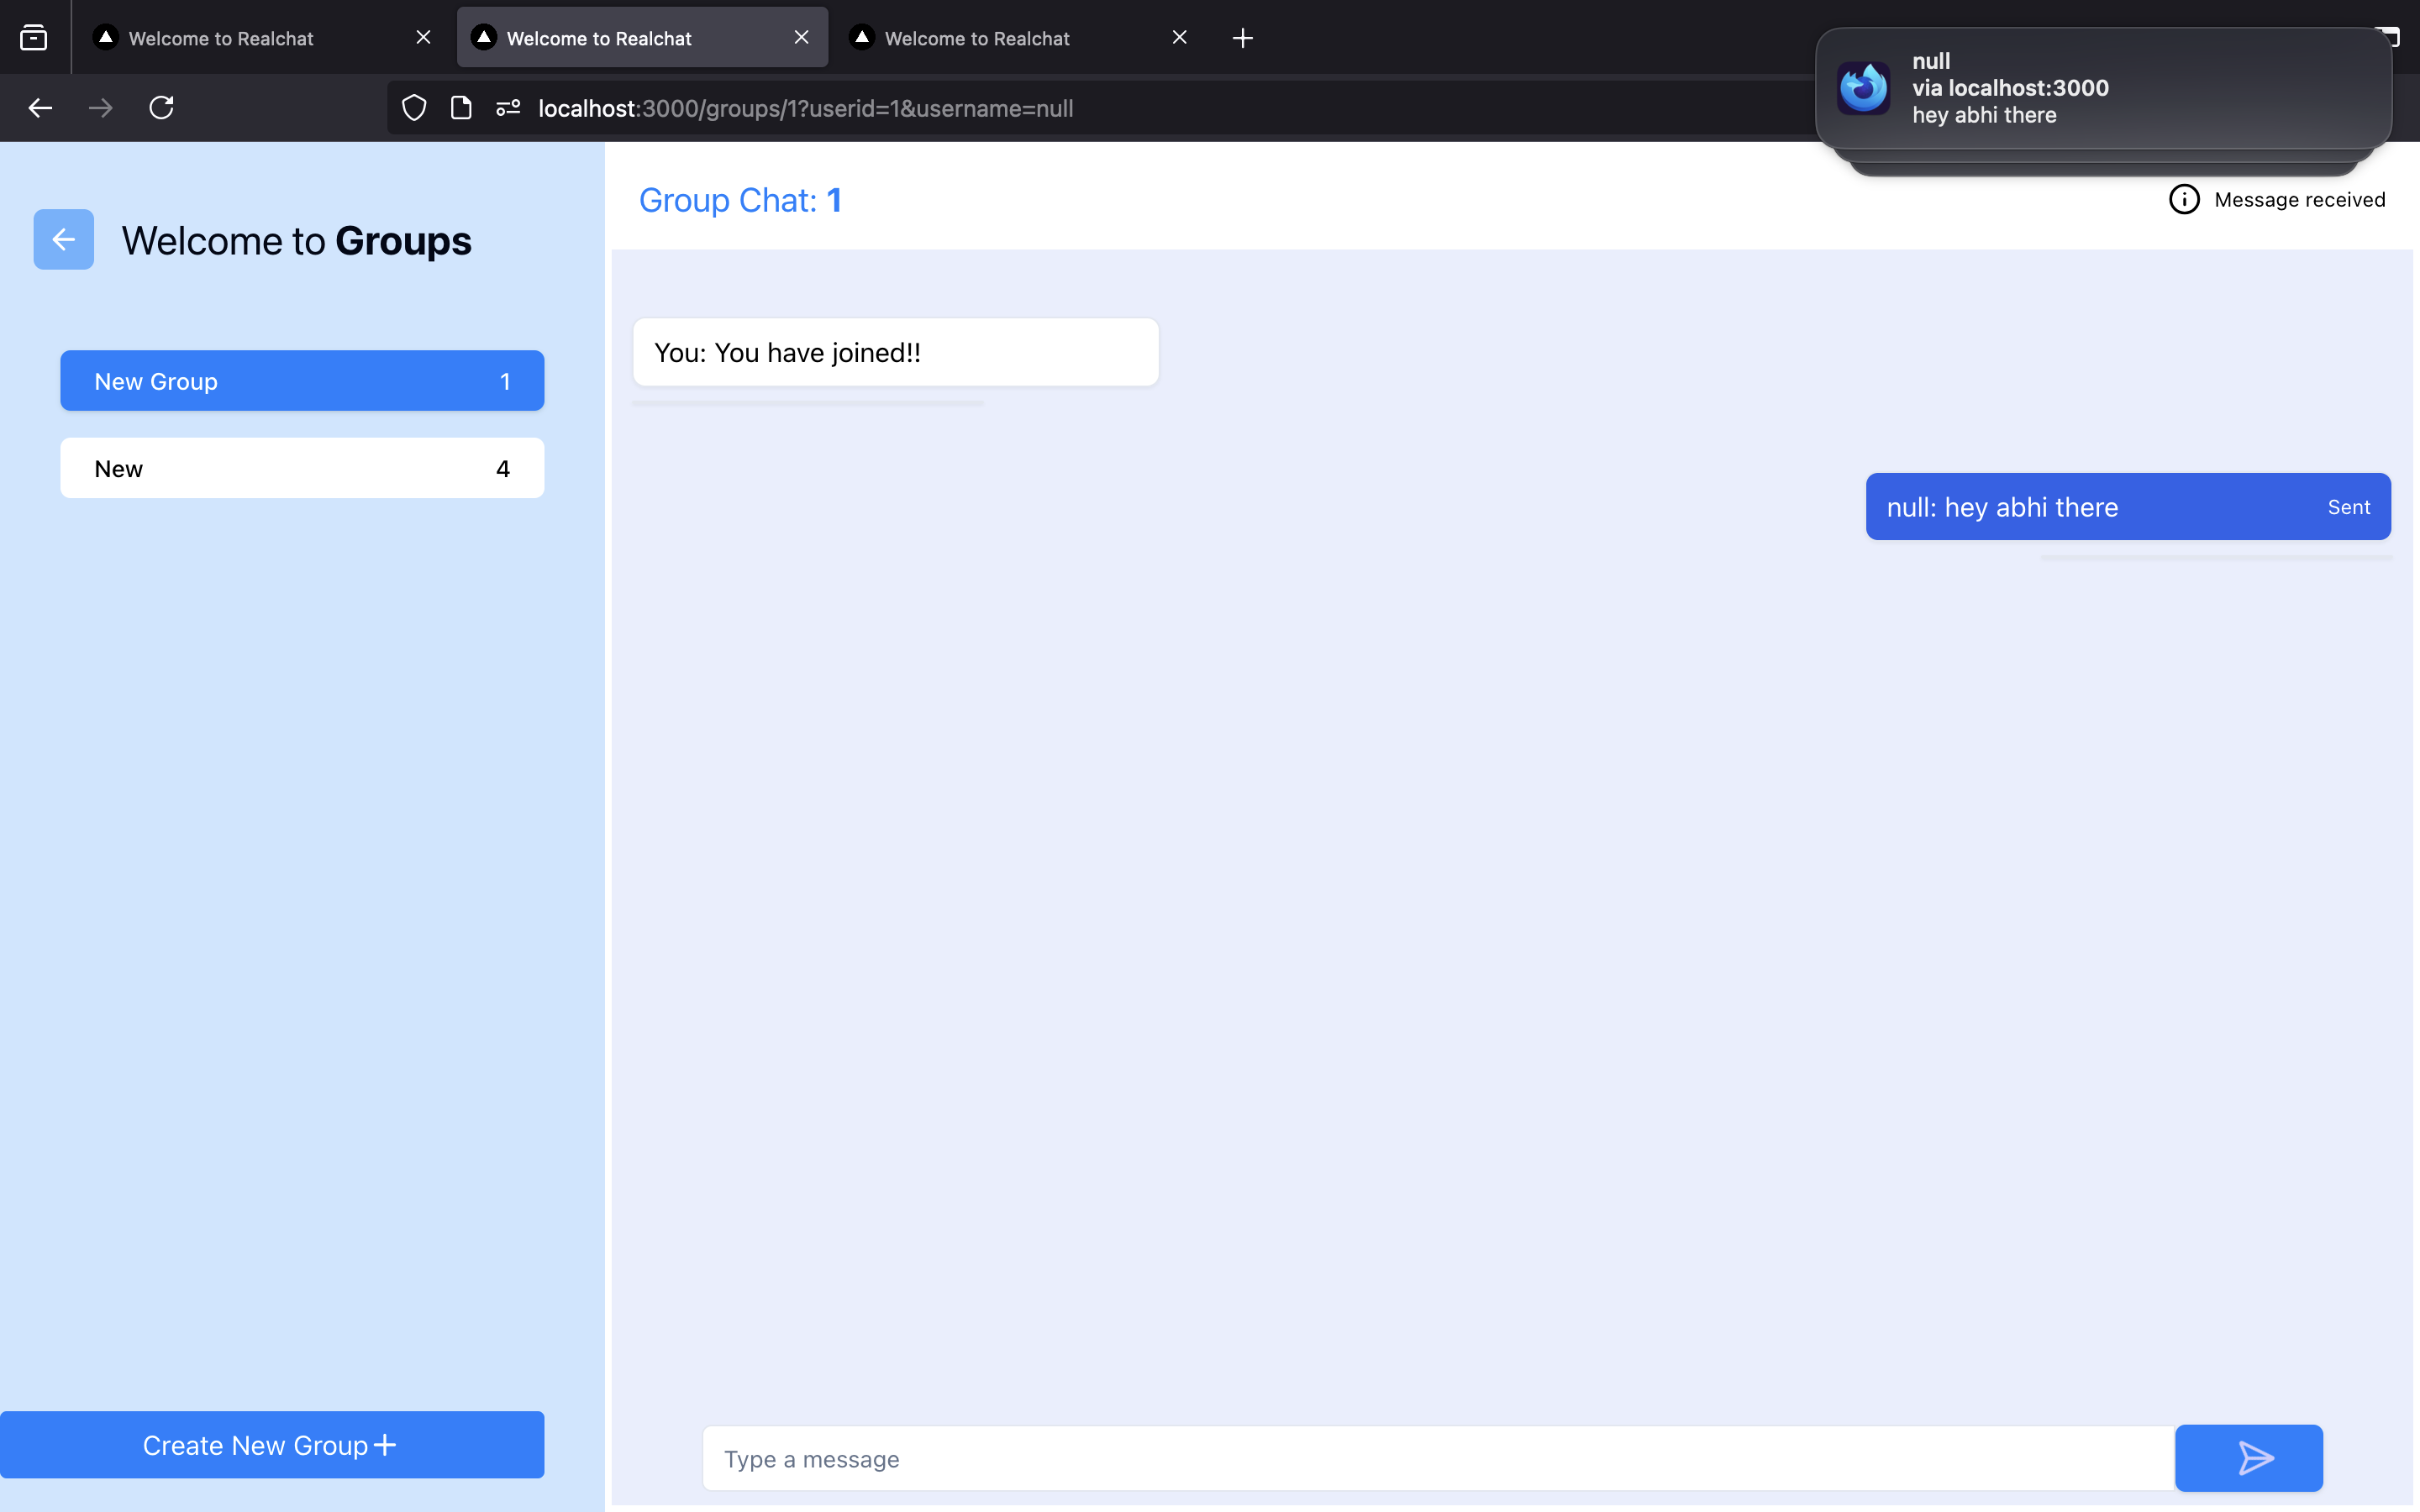 Welcome to Realchat
Welcome to Realchat
Welcome to Realchat
null
via localhost:3000
hey abhi there
localhost:3000/groups/1?userid=1&username=null
Welcome to Groups
New Group 1
New 4
Create New Group
Group Chat: 1
Message received
You: You have joined!!
null: hey abhi there Sent
Type a message